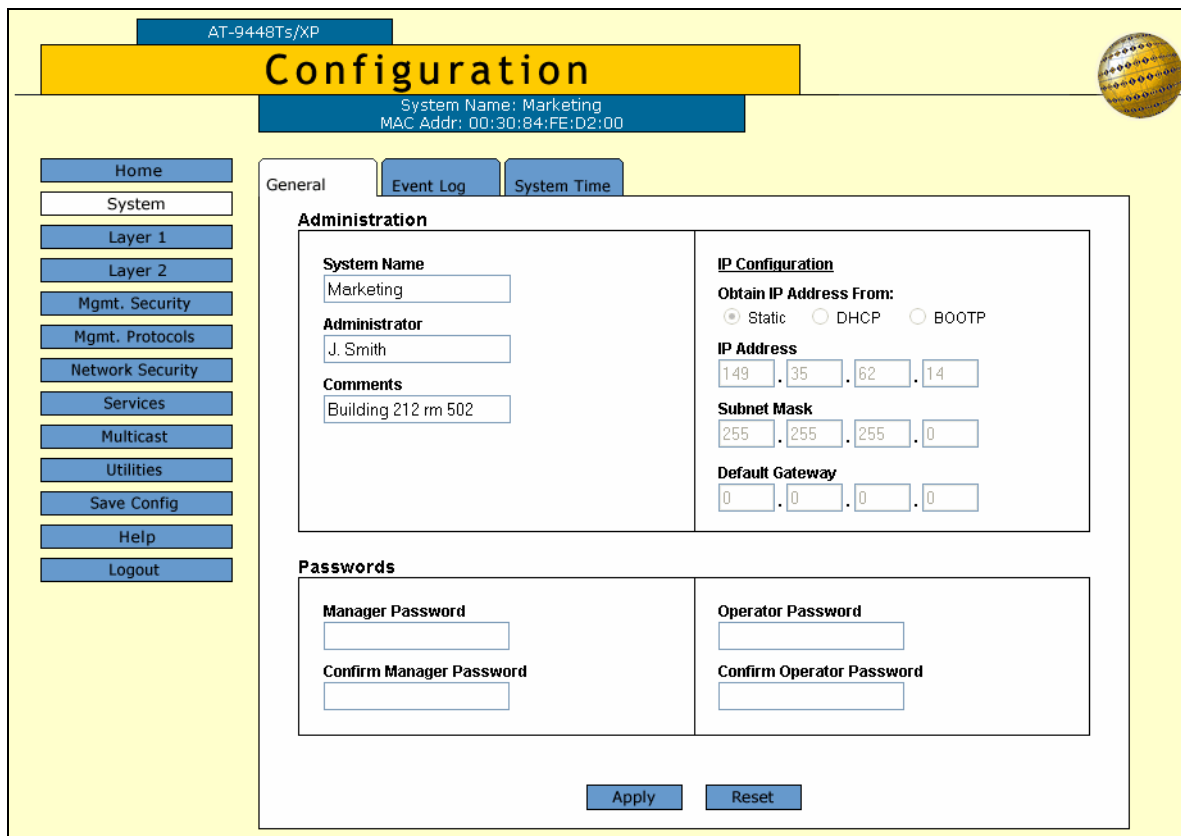 AT-9448Ts/XP
Configuration
System Name: Marketing
MAC Addr: 00:30:84:FE:D2:00
Home
System
Layer 1
Layer 2
Mgmt. Security
Mgmt. Protocols
Network Security
Services
Multicast
Utilities
Save Config
Help
Logout
General Event Log System Time
Administration
System Name
Marketing
Administrator
J. Smith
Comments
Building 212 rm 502
IP Configuration
Obtain IP Address From:
Static DHCP BOOTP
IP Address
149 . 35 . 62 . 14
Subnet Mask
255 . 255 . 255 . 0
Default Gateway
0 . 0 . 0 . 0
Passwords
Manager Password
Confirm Manager Password
Operator Password
Confirm Operator Password
Apply Reset